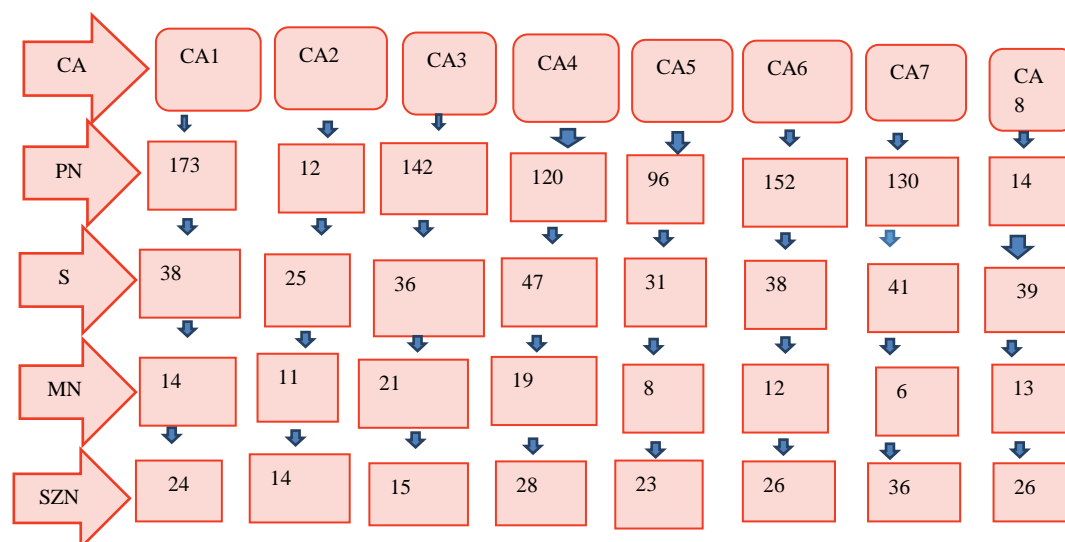 CA CA1 CA2 CA3 CA4 CA5 CA6 CA7 CA
8
PN 173 12 142 120 96 152 130 14
S 38 25 36 47 31 38 41 39
MN 14 11 21 19 8 12 6 13
SZN 24 14 15 28 23 26 36 26